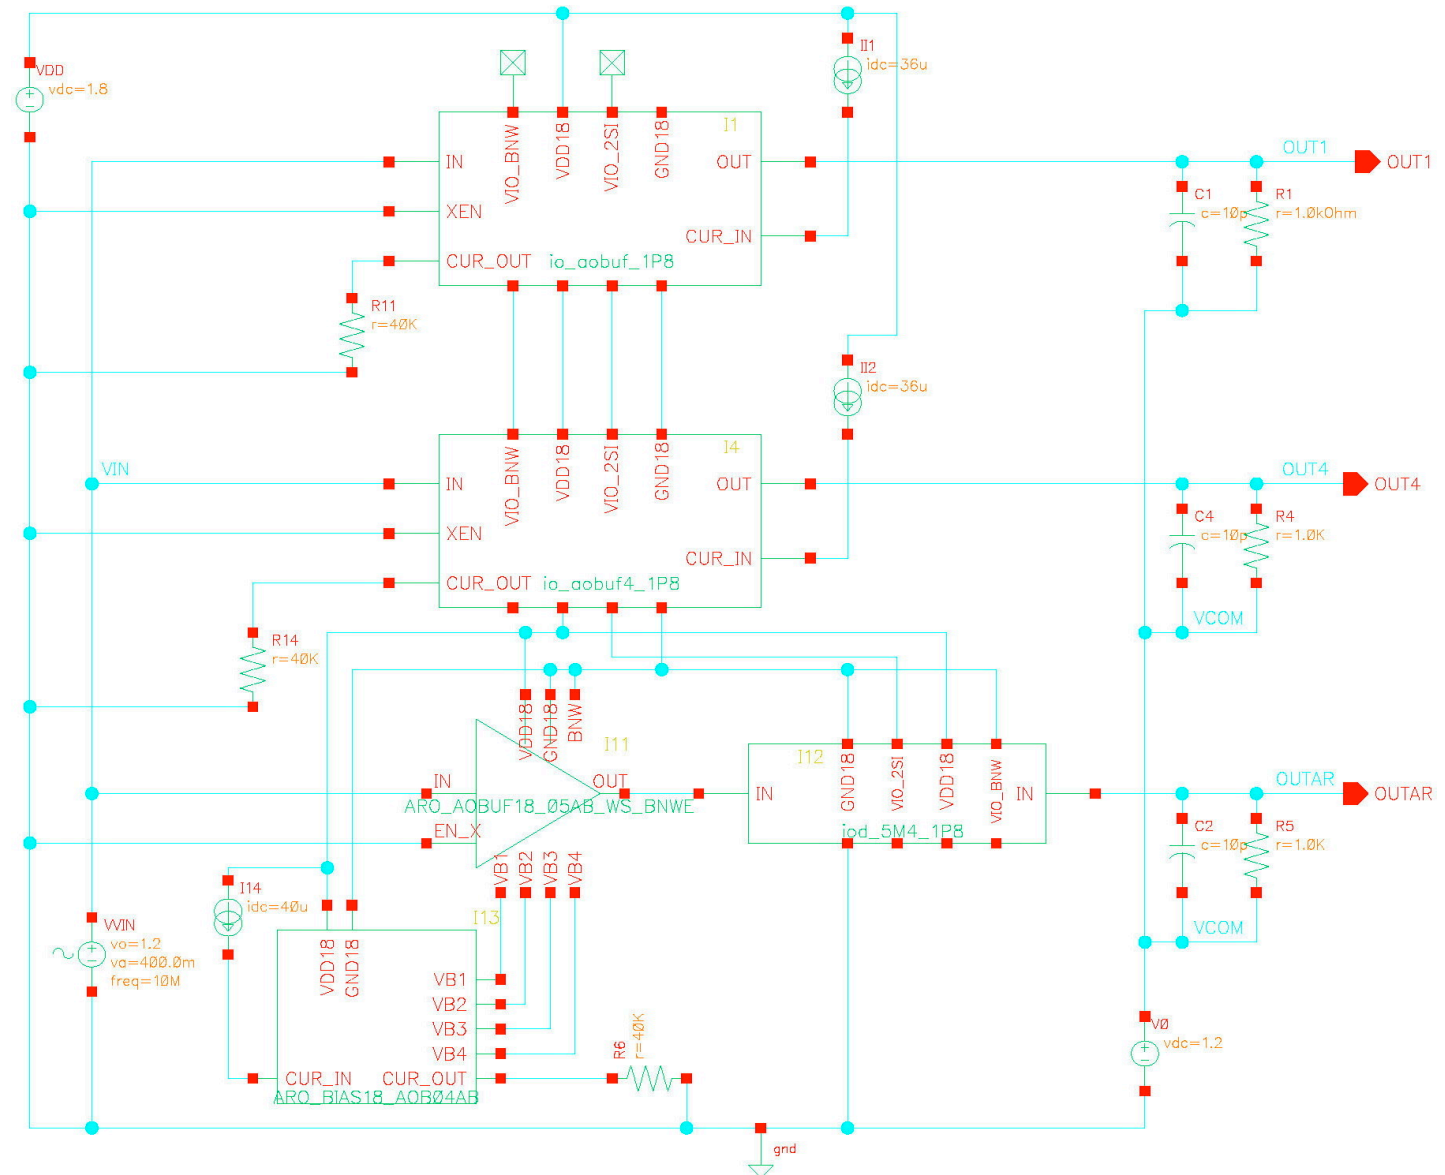 VDD
vdc=1.8
II1
idc=36u
I1
VIO_BNW
VDD18
VIO_2SI
GND18
IN
OUT
XEN
CUR_IN
CUR_OUT
io_aobuf_1P8
OUT1
OUT1
C1
c=10p
R1
r=1.0kOhm
R11
r=40K
II2
idc=36u
I4
VIO_BNW
VDD18
VIO_2SI
GND18
VIN
IN
OUT
XEN
CUR_IN
CUR_OUT
io_aobuf4_1P8
OUT4
OUT4
C4
c=10p
R4
r=1.0K
VCOM
R14
r=40K
VDD18
GND18
BNW
I11
IN
OUT
ARO_AOBUF18_05AB_WS_BNWE
EN_X
VB1
VB2
VB3
VB4
I12
GND18
VIO_2SI
VDD18
VIO_BNW
IN
IN
iod_5M4_1P8
OUTAR
OUTAR
C2
c=10p
R5
r=1.0K
VCOM
I14
idc=40u
I13
VDD18
GND18
VB1
VB2
VB3
VB4
CUR_IN
CUR_OUT
ARO_BIAS18_AOB04AB
R6
r=40K
VVIN
vo=1.2
va=400.0m
freq=10M
V0
vdc=1.2
gnd